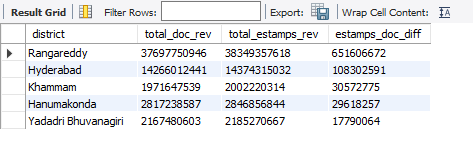 Result Grid Filter Rows: Export: Wrap Cell Content:
district total_doc_rev total_estamps_rev estamps_doc_diff
Rangareddy 37697750946 38349357618 651606672
Hyderabad 14266012441 14374315032 108302591
Khammam 1971647539 2002220314 30572775
Hanumakonda 2817238587 2846856844 29618257
Yadadri Bhuvanagiri 2167480603 2185270667 17790064